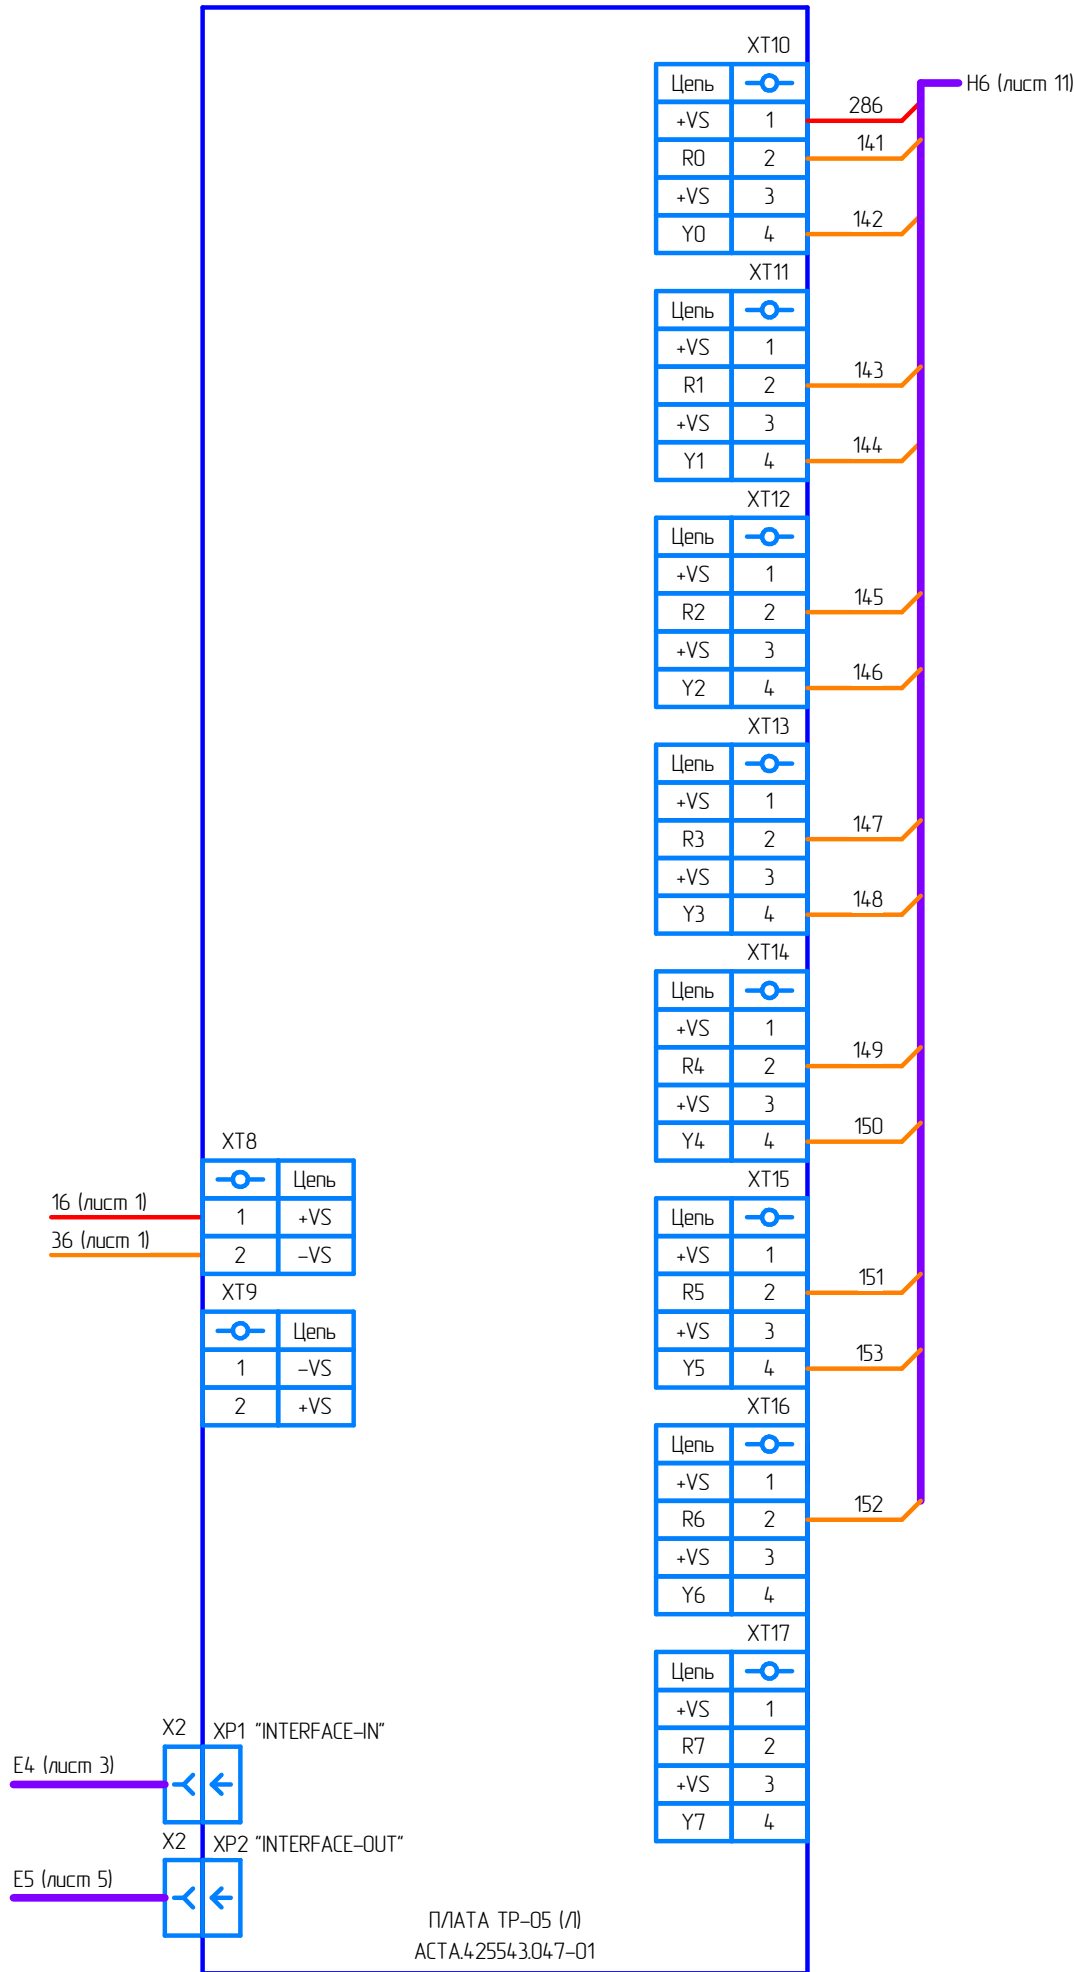 XT10
Цепь
+VS 1 286
R0 2 141
+VS 3
Y0 4 142
H6 (лист 11)
XT11
Цепь
+VS 1
R1 2 143
+VS 3
Y1 4 144
XT12
Цепь
+VS 1
R2 2 145
+VS 3
Y2 4 146
XT13
Цепь
+VS 1
R3 2 147
+VS 3
Y3 4 148
XT14
Цепь
+VS 1
R4 2 149
+VS 3
Y4 4 150
XT15
Цепь
+VS 1
R5 2 151
+VS 3
Y5 4 153
XT16
Цепь
+VS 1
R6 2 152
+VS 3
Y6 4
XT17
Цепь
+VS 1
R7 2
+VS 3
Y7 4
XT8
Цепь
16 (лист 1) 1 +VS
36 (лист 1) 2 -VS
XT9
Цепь
1 -VS
2 +VS
X2 XP1 "INTERFACE-IN"
E4 (лист 3)
X2 XP2 "INTERFACE-OUT"
E5 (лист 5)
ПЛАТА ТР-05 (Л)
АСТА.425543.047-01